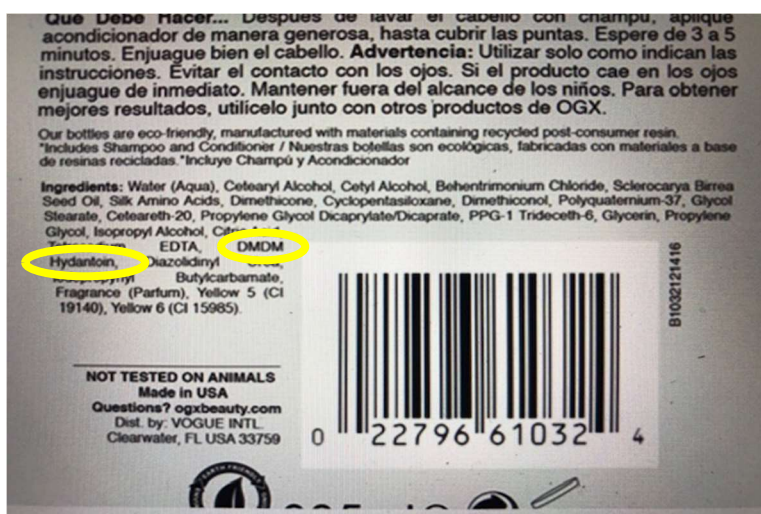 Que Debe Hacer... Después de lavar el cabello con champú, aplique
acondicionador de manera generosa, hasta cubrir las puntas. Espere de 3 a 5
minutos. Enjuague bien el cabello. Advertencia: Utilizar solo como indican las
instrucciones. Evitar el contacto con los ojos. Si el producto cae en los ojos
enjuague de inmediato. Mantener fuera del alcance de los niños. Para obtener
mejores resultados, utilícelo junto con otros productos de OGX.
Our bottles are eco-friendly, manufactured with materials containing recycled post-consumer resin.
*Includes Shampoo and Conditioner / Nuestras botellas son ecológicas, fabricadas con materiales a base
de resinas recicladas. *Incluye Champú y Acondicionador
Ingredients: Water (Aqua), Cetearyl Alcohol, Cetyl Alcohol, Behentrimonium Chloride, Sclerocarya Birrea
Seed Oil, Silk Amino Acids, Dimethicone, Cyclopentasiloxane, Dimethiconol, Polyquaternium-37, Glycol
Stearate, Ceteareth-20, Propylene Glycol Dicaprylate/Dicaprate, PPG-1 Trideceth-6, Glycerin, Propylene
Glycol, Isopropyl Alcohol, Citric Acid,
EDTA, DMDM
Hydantoin, Diazolidinyl Urea,
Butylcarbamate,
Fragrance (Parfum), Yellow 5 (CI
19140), Yellow 6 (CI 15985).
B1032121416
NOT TESTED ON ANIMALS
Made in USA
Questions? ogxbeauty.com
Dist. by: VOGUE INTL.
Clearwater, FL USA 33759
0 22796 61032 4
EARTH FRIENDLY